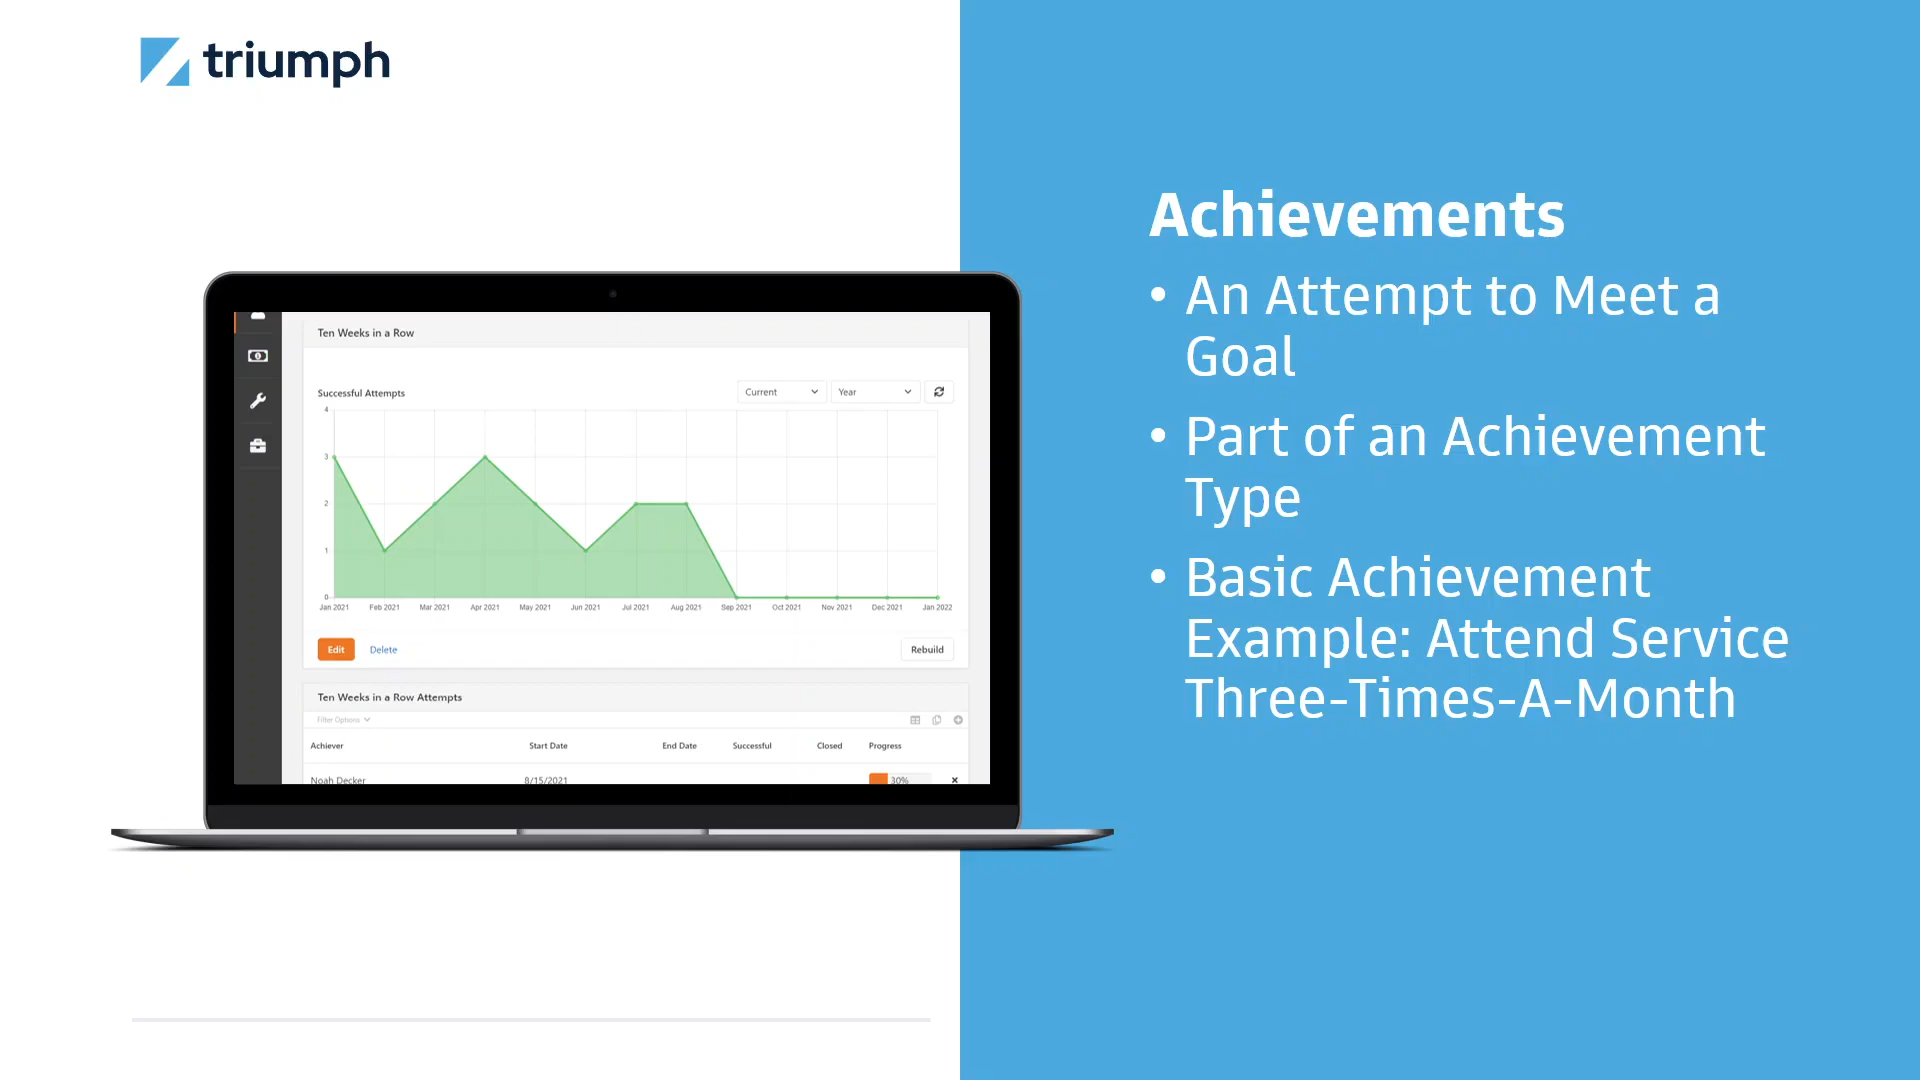 triumph
Achievements
• An Attempt to Meet a
Goal
• Part of an Achievement
Type
• Basic Achievement
Example: Attend Service
Three-Times-A-Month
Ten Weeks in a Row
Successful Attempts
Current
Year
4
3
2
1
0
Jan 2021 Feb 2021 Mar 2021 Apr 2021 May 2021 Jun 2021 Jul 2021 Aug 2021 Sep 2021 Oct 2021 Nov 2021 Dec 2021 Jan 2022
Edit Delete Rebuild
Ten Weeks in a Row Attempts
Filter Options
Achiever Start Date End Date Successful Closed Progress
Noah Decker 8/15/2021 30%